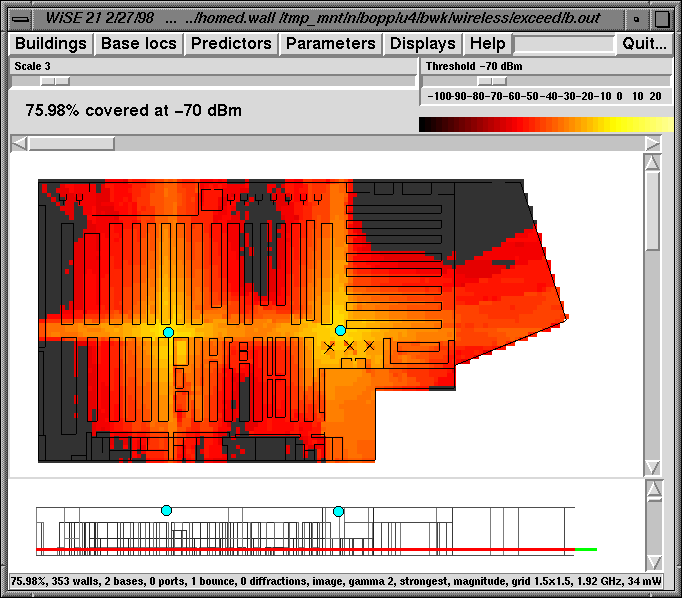 WiSE 21 2/27/98 ... .../homed.wall /tmp_mnt/n/bopp/u4/bwk/wireless/exceed/b.out
Buildings Base locs Predictors Parameters Displays Help Quit...
Scale 3
Threshold -70 dBm
-100-90-80-70-60-50-40-30-20-10 0 10 20
75.98% covered at -70 dBm
75.98%, 353 walls, 2 bases, 0 ports, 1 bounce, 0 diffractions, image, gamma 2, strongest, magnitude, grid 1.5x1.5, 1.92 GHz, 34 mW